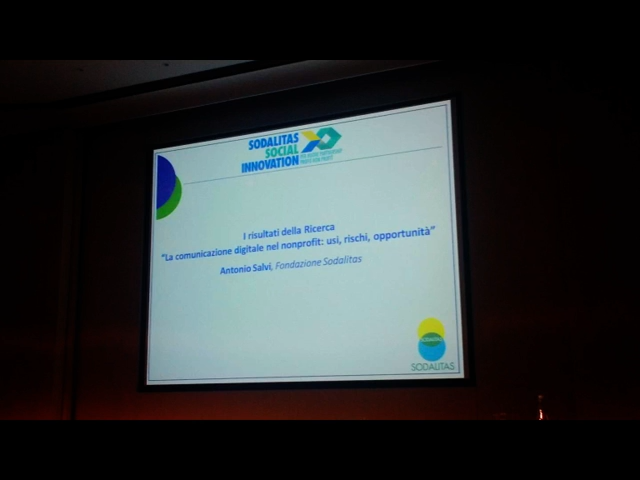 SODALITAS
SOCIAL
INNOVATION
I risultati della Ricerca
“La comunicazione digitale nel nonprofit: usi, rischi, opportunità”
Antonio Salvi, Fondazione Sodalitas
SODALITAS